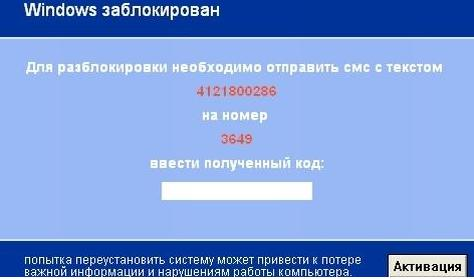 Windows заблокирован
Для разблокировки необходимо отправить смс с текстом
4121800286
на номер
3649
ввести полученный код:
попытка переустановить систему может привести к потере
важной информации и нарушениям работы компьютера.
Активация